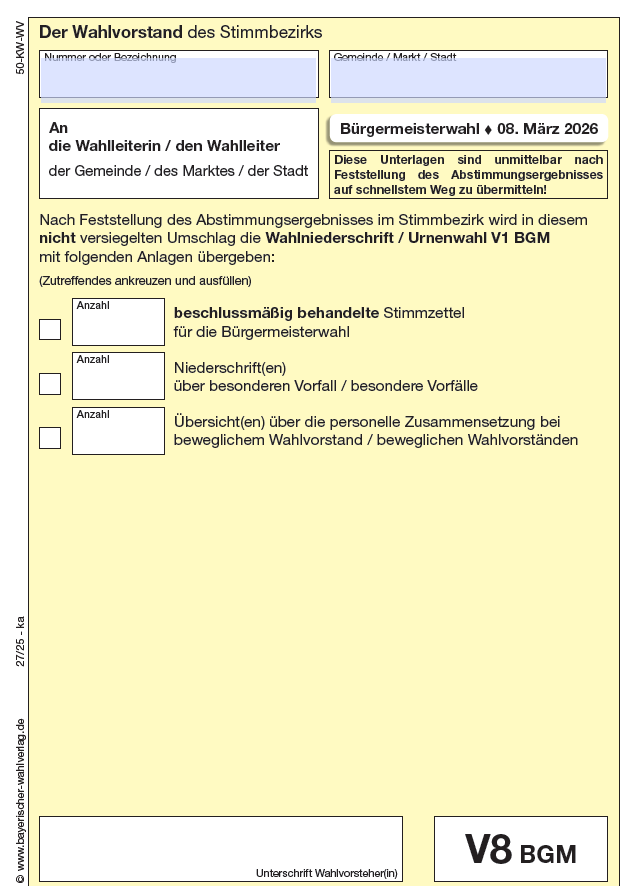 50-KW-WV
Der Wahlvorstand des Stimmbezirks
Nummer oder Bezeichnung
Gemeinde / Markt / Stadt
An
die Wahlleiterin / den Wahlleiter
der Gemeinde / des Marktes / der Stadt
Bürgermeisterwahl ♦ 08. März 2026
Diese Unterlagen sind unmittelbar nach
Feststellung des Abstimmungsergebnisses
auf schnellstem Weg zu übermitteln!
Nach Feststellung des Abstimmungsergebnisses im Stimmbezirk wird in diesem
nicht versiegelten Umschlag die Wahlniederschrift / Urnenwahl V1 BGM
mit folgenden Anlagen übergeben:
(Zutreffendes ankreuzen und ausfüllen)
Anzahl
beschlussmäßig behandelte Stimmzettel
für die Bürgermeisterwahl
Anzahl
Niederschrift(en)
über besonderen Vorfall / besondere Vorfälle
Anzahl
Übersicht(en) über die personelle Zusammensetzung bei
beweglichem Wahlvorstand / beweglichen Wahlvorständen
27/25 - ka
© www.bayerischer-wahlverlag.de
Unterschrift Wahlvorsteher(in)
V8 BGM